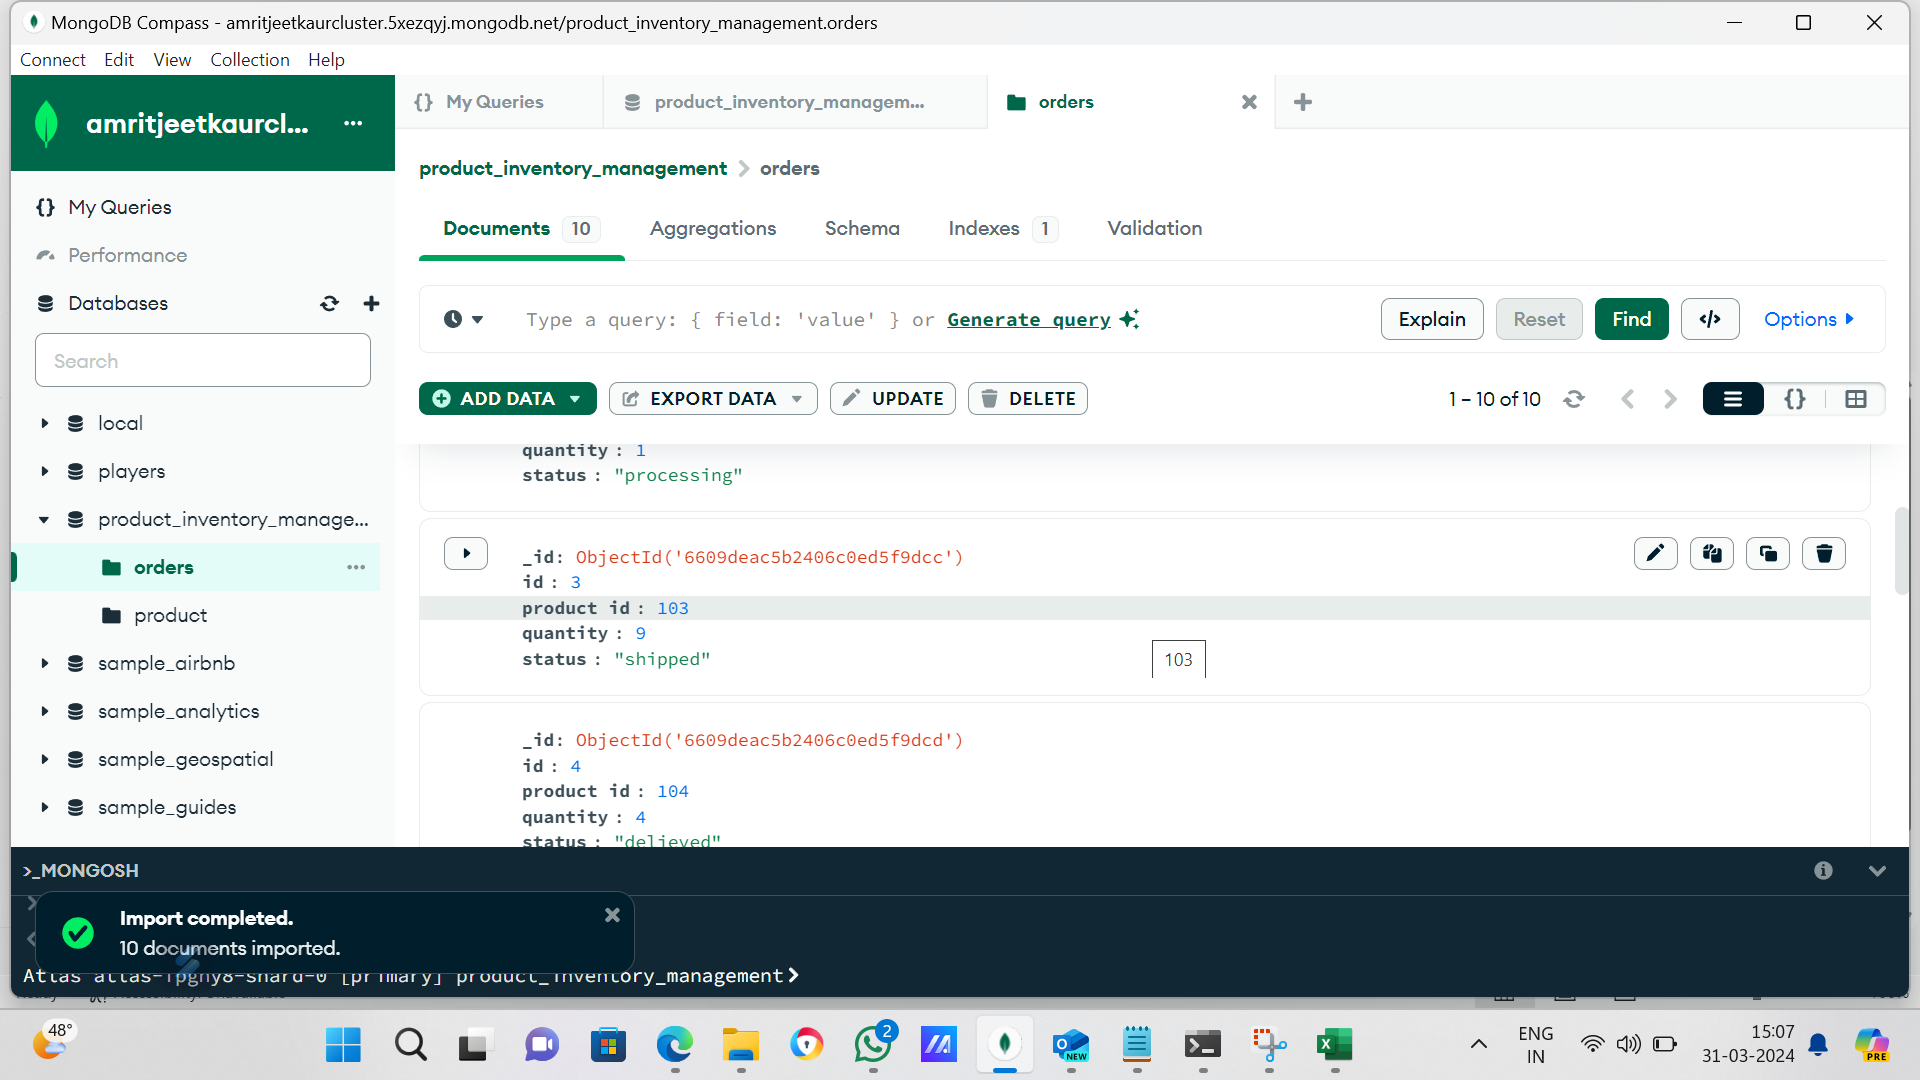 MongoDB Compass - amritjeetkaurcluster.5xezqyj.mongodb.net/product_inventory_management.orders
Connect Edit View Collection Help
amritjeetkaurcl...
My Queries
product_inventory_managem...
orders
product_inventory_management > orders
My Queries
Performance
Databases
Search
local
players
product_inventory_manage...
orders
product
sample_airbnb
sample_analytics
sample_geospatial
sample_guides
Documents 10 Aggregations Schema Indexes 1 Validation
Type a query: { field: 'value' } or Generate query
Explain Reset Find </> Options
ADD DATA EXPORT DATA UPDATE DELETE
1 – 10 of 10
quantity : 1
status : "processing"
_id: ObjectId('6609deac5b2406c0ed5f9dcc')
id : 3
product id : 103
quantity : 9
status : "shipped"
103
_id: ObjectId('6609deac5b2406c0ed5f9dcd')
id : 4
product id : 104
quantity : 4
status : "delieved"
>_MONGOSH
Import completed.
10 documents imported.
Atlas [primary] product_inventory_management>
48°
2
NEW
ENG
IN
15:07
31-03-2024
PRE